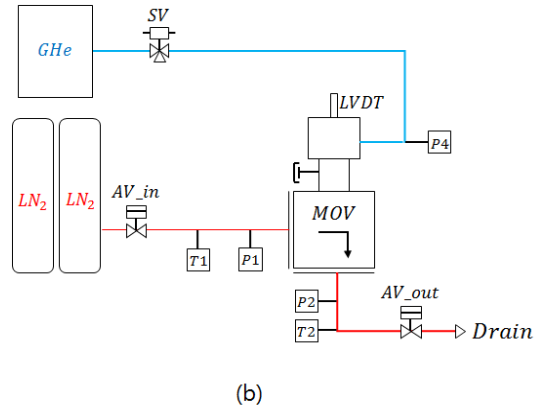 SV
GHe
LVDT
P4
LN₂
LN₂
AV_in
MOV
T1
P1
P2
AV_out
T2
Drain
(b)